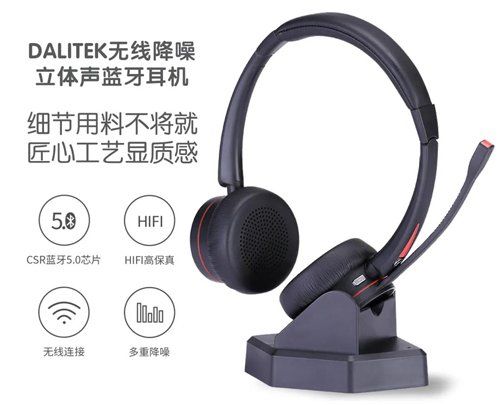 DALITEK无线降噪
立体声蓝牙耳机
细节用料不将就
匠心工艺显质感
5.0
HIFI
CSR蓝牙5.0芯片
HIFI高保真
无线连接
多重降噪